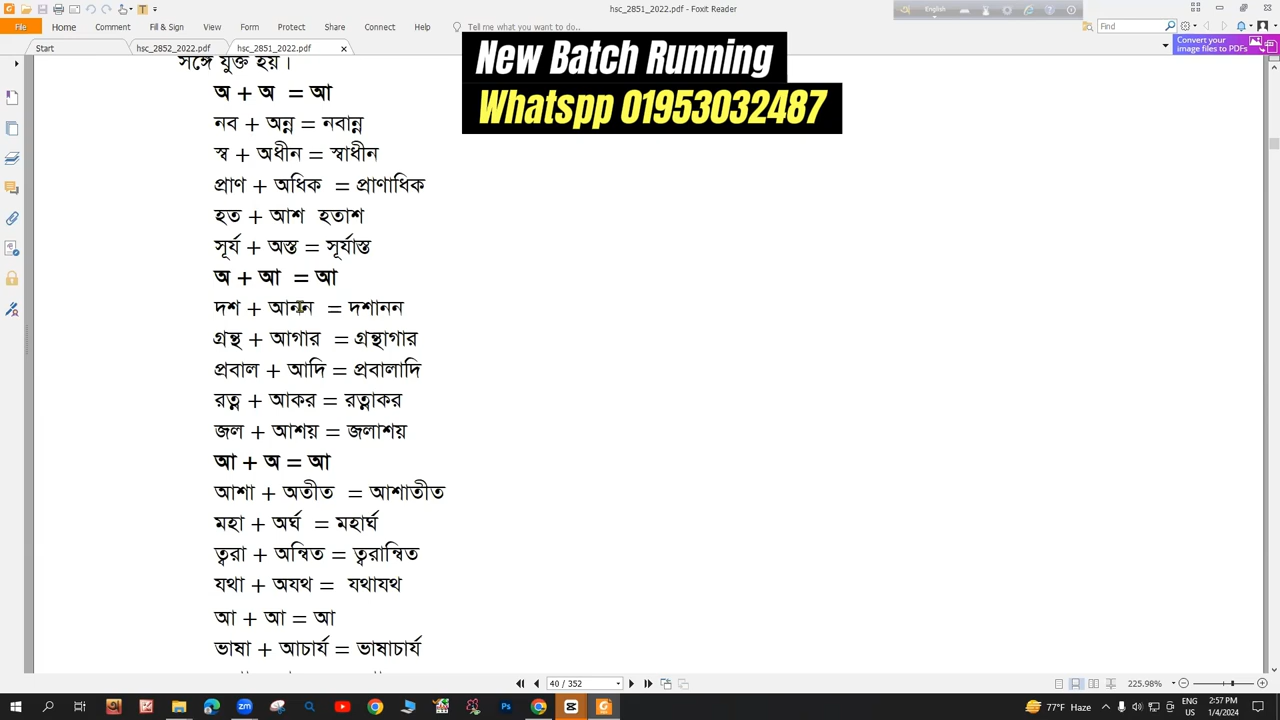 hsc_2851_2022.pdf - Foxit Reader
English
File Home Comment Fill & Sign View Form Protect Share Connect Help Tell me what you want to do..
Find
Start hsc_2852_2022.pdf hsc_2851_2022.pdf
Convert your
image files to PDFs
New Batch Running
Whatspp 01953032487
সঙ্গে যুক্ত হয়।
অ + অ = আ
নব + অন্ন = নবান্ন
স্ব + অধীন = স্বাধীন
প্রাণ + অধিক = প্রাণাধিক
হত + আশ হতাশ
সূর্য + অস্ত = সূর্যাস্ত
অ + আ = আ
দশ + আনন = দশানন
গ্রন্থ + আগার = গ্রন্থাগার
প্রবাল + আদি = প্রবালাদি
রত্ন + আকর = রত্নাকর
জল + আশয় = জলাশয়
আ + অ = আ
আশা + অতীত = আশাতীত
মহা + অর্ঘ = মহার্ঘ
ত্বরা + অন্বিত = ত্বরান্বিত
যথা + অযথ = যথাযথ
আ + আ = আ
ভাষা + আচার্য = ভাষাচার্য
40 / 352
225.98%
77°F Haze
2:57 PM
1/4/2024